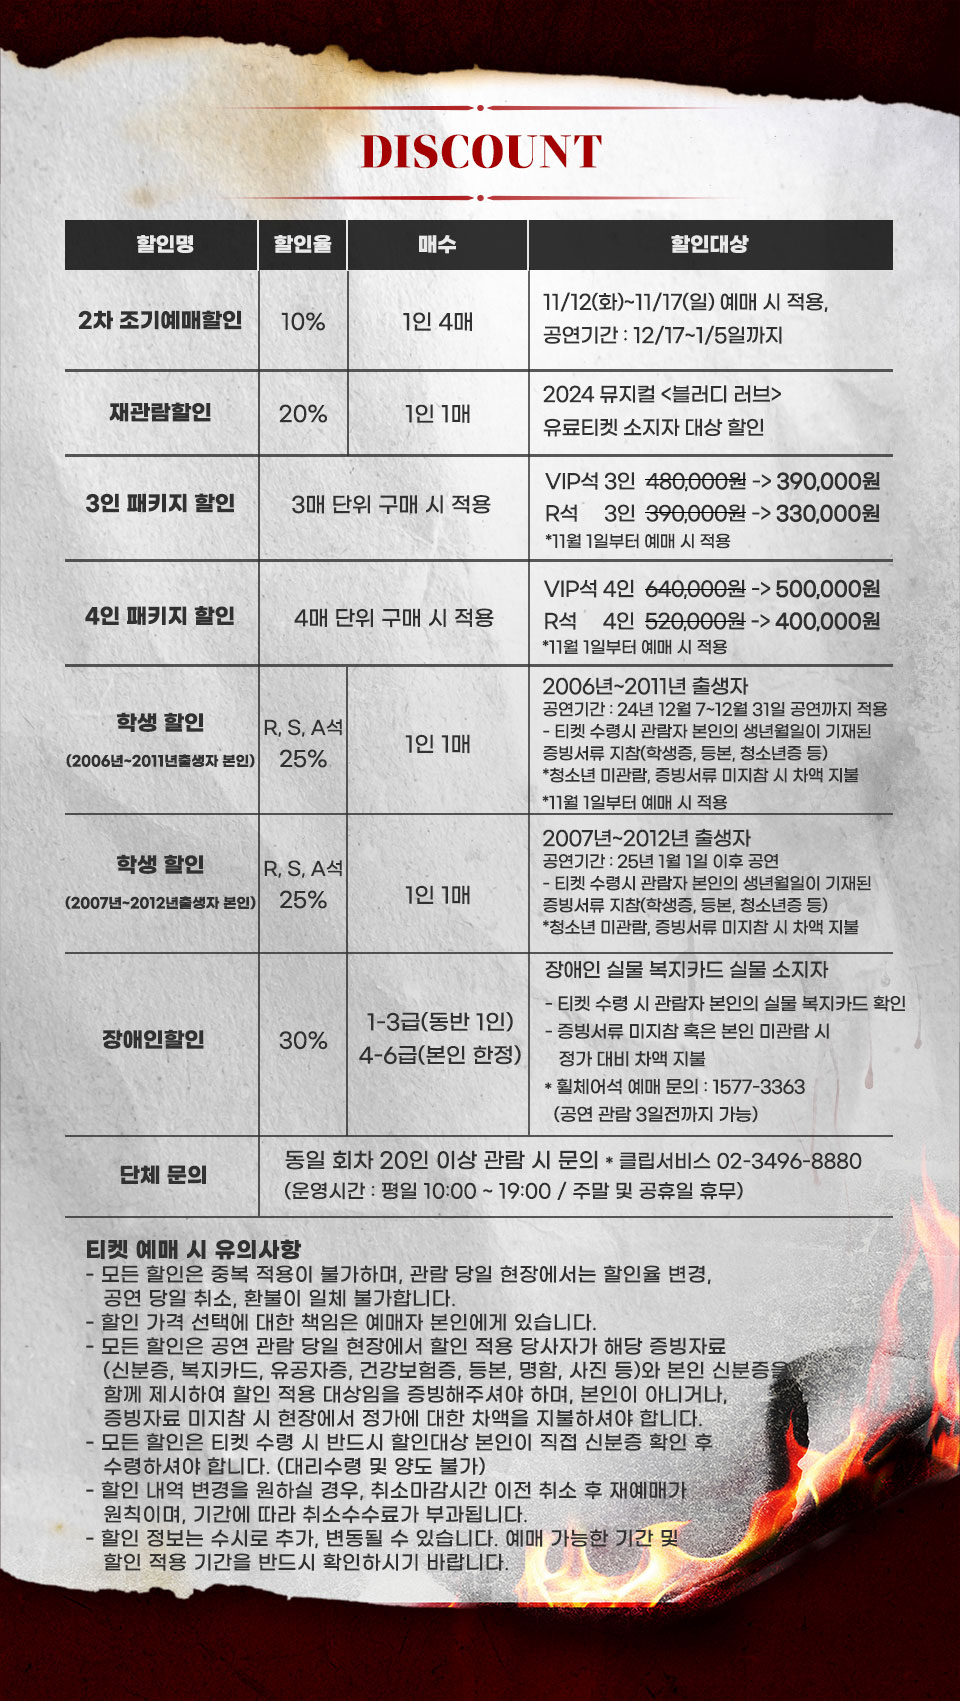 DISCOUNT
할인명 할인율 매수 할인대상
2차 조기예매할인 10% 1인 4매
11/12(화)~11/17(일) 예매 시 적용,
공연기간 : 12/17~1/5일까지
재관람할인 20% 1인 1매
2024 뮤지컬 <블러디 러브>
유료티켓 소지자 대상 할인
3인 패키지 할인 3매 단위 구매 시 적용
VIP석 3인 480,000원 -> 390,000원
R석 3인 390,000원 -> 330,000원
*11월 1일부터 예매 시 적용
4인 패키지 할인 4매 단위 구매 시 적용
VIP석 4인 640,000원 -> 500,000원
R석 4인 520,000원 -> 400,000원
*11월 1일부터 예매 시 적용
학생 할인
(2006년~2011년출생자 본인)
R, S, A석
25%
1인 1매
2006년~2011년 출생자
공연기간 : 24년 12월 7~12월 31일 공연까지 적용
- 티켓 수령시 관람자 본인의 생년월일이 기재된
증빙서류 지참(학생증, 등본, 청소년증 등)
*청소년 미관람, 증빙서류 미지참 시 차액 지불
*11월 1일부터 예매 시 적용
학생 할인
(2007년~2012년출생자 본인)
R, S, A석
25%
1인 1매
2007년~2012년 출생자
공연기간 : 25년 1월 1일 이후 공연
- 티켓 수령시 관람자 본인의 생년월일이 기재된
증빙서류 지참(학생증, 등본, 청소년증 등)
*청소년 미관람, 증빙서류 미지참 시 차액 지불
장애인할인 30%
1-3급(동반 1인)
4-6급(본인 한정)
장애인 실물 복지카드 실물 소지자
- 티켓 수령 시 관람자 본인의 실물 복지카드 확인
- 증빙서류 미지참 혹은 본인 미관람 시
정가 대비 차액 지불
* 휠체어석 예매 문의 : 1577-3363
(공연 관람 3일전까지 가능)
단체 문의
동일 회차 20인 이상 관람 시 문의 * 클립서비스 02-3496-8880
(운영시간 : 평일 10:00 ~ 19:00 / 주말 및 공휴일 휴무)
티켓 예매 시 유의사항
- 모든 할인은 중복 적용이 불가하며, 관람 당일 현장에서는 할인율 변경,
공연 당일 취소, 환불이 일체 불가합니다.
- 할인 가격 선택에 대한 책임은 예매자 본인에게 있습니다.
- 모든 할인은 공연 관람 당일 현장에서 할인 적용 당사자가 해당 증빙자료
(신분증, 복지카드, 유공자증, 건강보험증, 등본, 명함, 사진 등)와 본인 신분증을
함께 제시하여 할인 적용 대상임을 증빙해주셔야 하며, 본인이 아니거나,
증빙자료 미지참 시 현장에서 정가에 대한 차액을 지불하셔야 합니다.
- 모든 할인은 티켓 수령 시 반드시 할인대상 본인이 직접 신분증 확인 후
수령하셔야 합니다. (대리수령 및 양도 불가)
- 할인 내역 변경을 원하실 경우, 취소마감시간 이전 취소 후 재예매가
원칙이며, 기간에 따라 취소수수료가 부과됩니다.
- 할인 정보는 수시로 추가, 변동될 수 있습니다. 예매 가능한 기간 및
할인 적용 기간을 반드시 확인하시기 바랍니다.